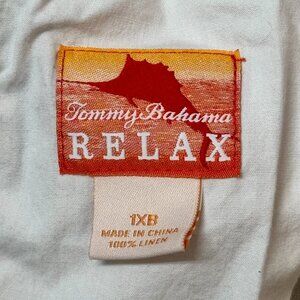 Tommy Bahama
RELAX
1XB
MADE IN CHINA
100% LINEN